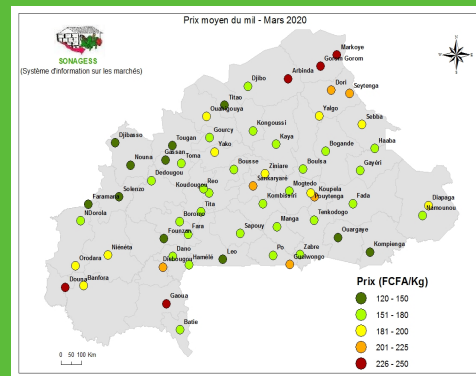 Prix moyen du mil - Mars 2020
SONAGESS
(Système d'information sur les marchés)
Markoye
Gorom Gorom
Arbinda
Djibo
Dori
Seytenga
Titao
Ouahigouya
Yalgo
Sebba
Djibasso
Tougan
Gourcy
Kongoussi
Kaya
Bogande
Haaba
Yako
Gassan
Toma
Nouna
Bousse
Ziniare
Boulsa
Gayéri
Dedougou
Sankaryaré
Koudougou
Reo
Mogtedo
Koupela
Pouytenga
Solenzo
Faramana
Kombissiri
Fada
Diapaga
Namounou
Tita
NDorola
Boromo
Manga
Tenkodogo
Fara
Founzan
Sapouy
Ouargaye
Niénéta
Dano
Po
Zabre
Kompienga
Orodara
Hamélé
Leo
Guelwongo
Diébougou
Banfora
Douna
Gaoua
Batie
Prix (FCFA/Kg)
120 - 150
151 - 180
181 - 200
201 - 225
226 - 250
0 50 100 Km